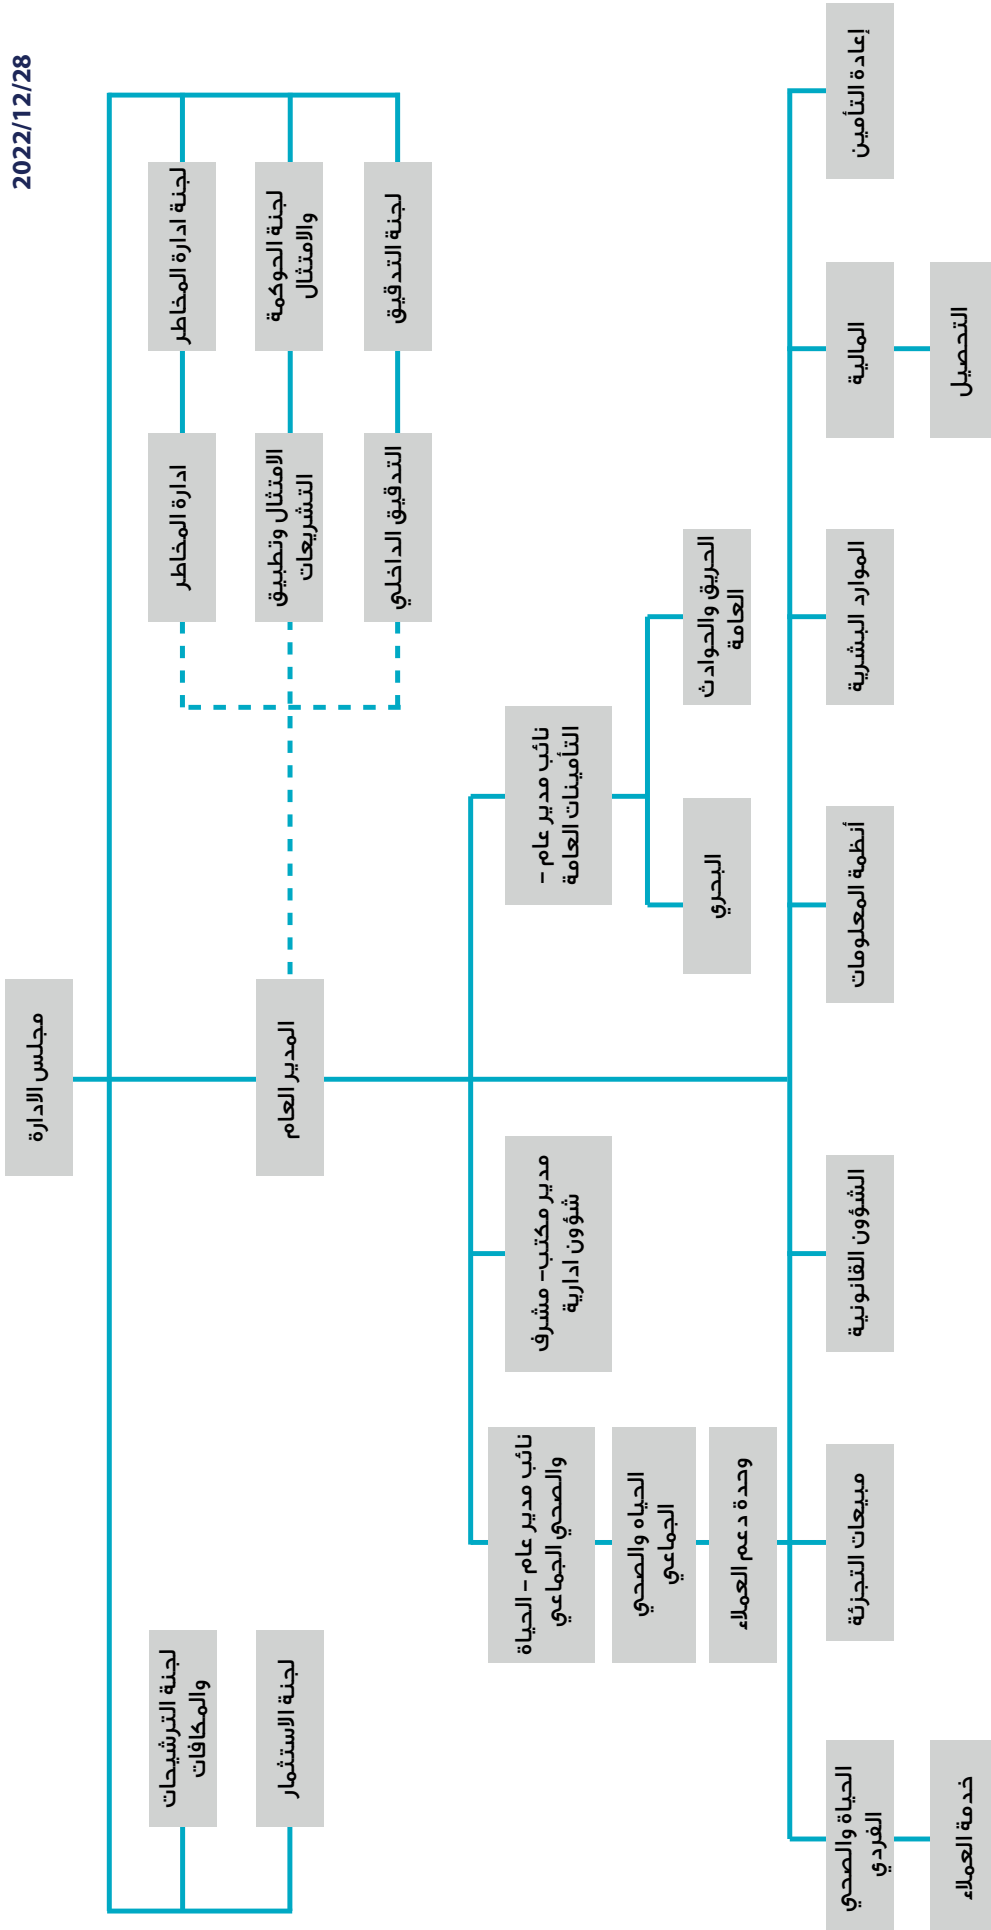 2022/12/28
مجلس الادارة
لجنة ادارة المخاطر
ادارة المخاطر
لجنة الترشيحات
والمكافات
لجنة الحوكمة
والامتثال
الامتثال وتطبيق
التشريعات
المدير العام
لجنة الاستثمار
لجنة التدقيق
التدقيق الداخلي
نائب مدير عام –
التأمينات العامة
مدير مكتب- مشرف
شؤون ادارية
نائب مدير عام – الحياة
والصحي الجماعي
الحريق والحوادث
العامة
البحري
الحياه والصحي
الجماعي
وحدة دعم العملاء
إعادة التأمين
المالية
الموارد البشرية
أنظمة المعلومات
الشؤون القانونية
مبيعات التجزئة
الحياة والصحي
الفردي
التحصيل
خدمة العملاء